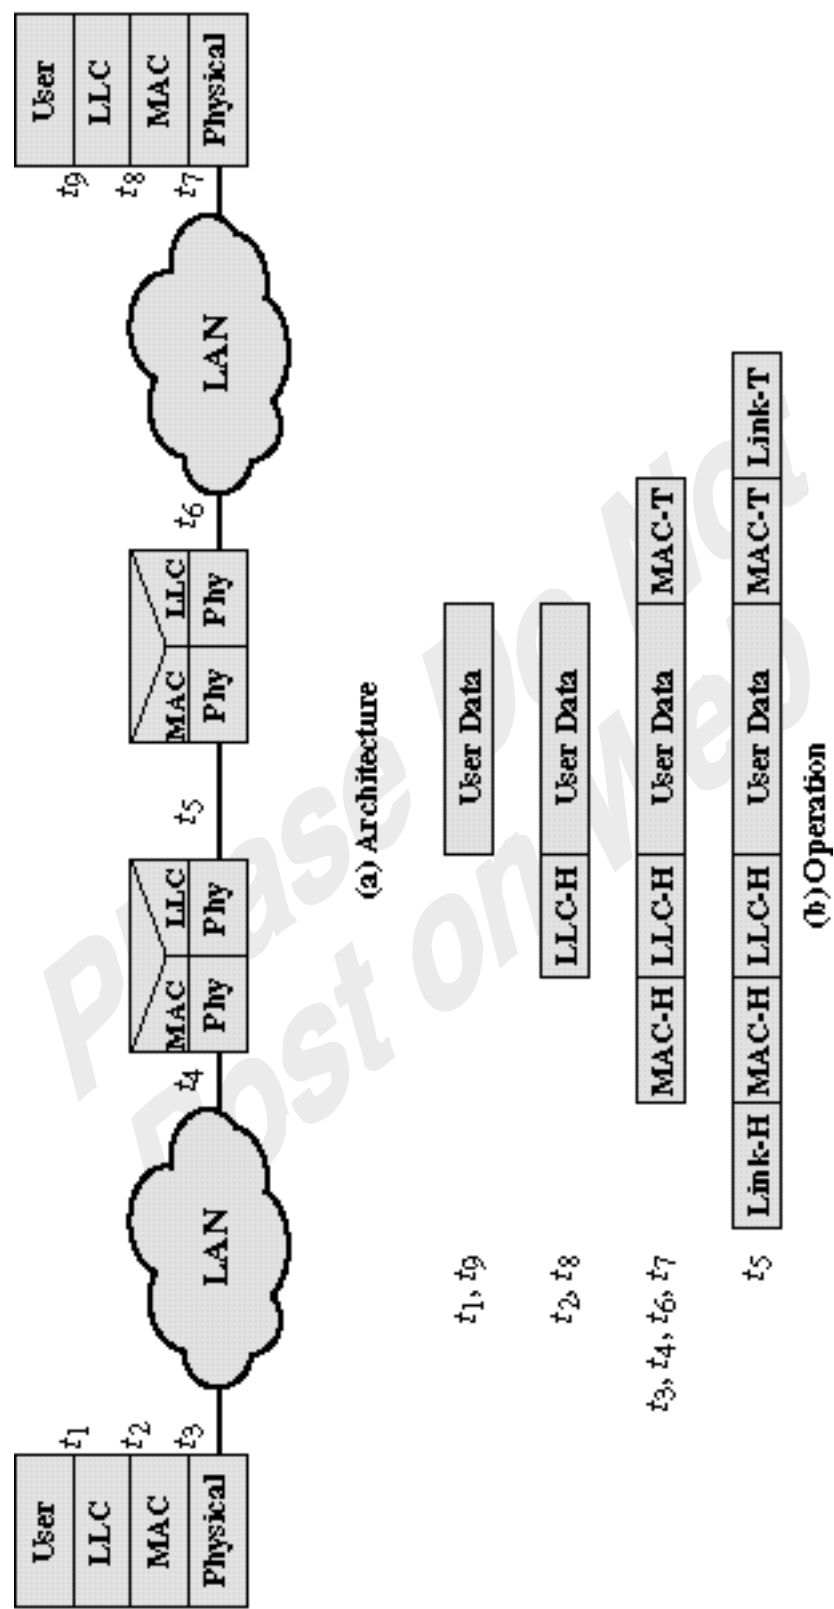 User
LLC
MAC
Physical
t1
t2
t3
LAN
t4
MAC LLC
Phy Phy
t5
MAC LLC
Phy Phy
t6
LAN
t7
t8
t9
User
LLC
MAC
Physical
(a) Architecture
t1, t9 User Data
t2, t8 LLC-H User Data
t3, t4, t6, t7 MAC-H LLC-H User Data MAC-T
t5 Link-H MAC-H LLC-H User Data MAC-T Link-T
(b) Operation
Please Do Not
Post on Web